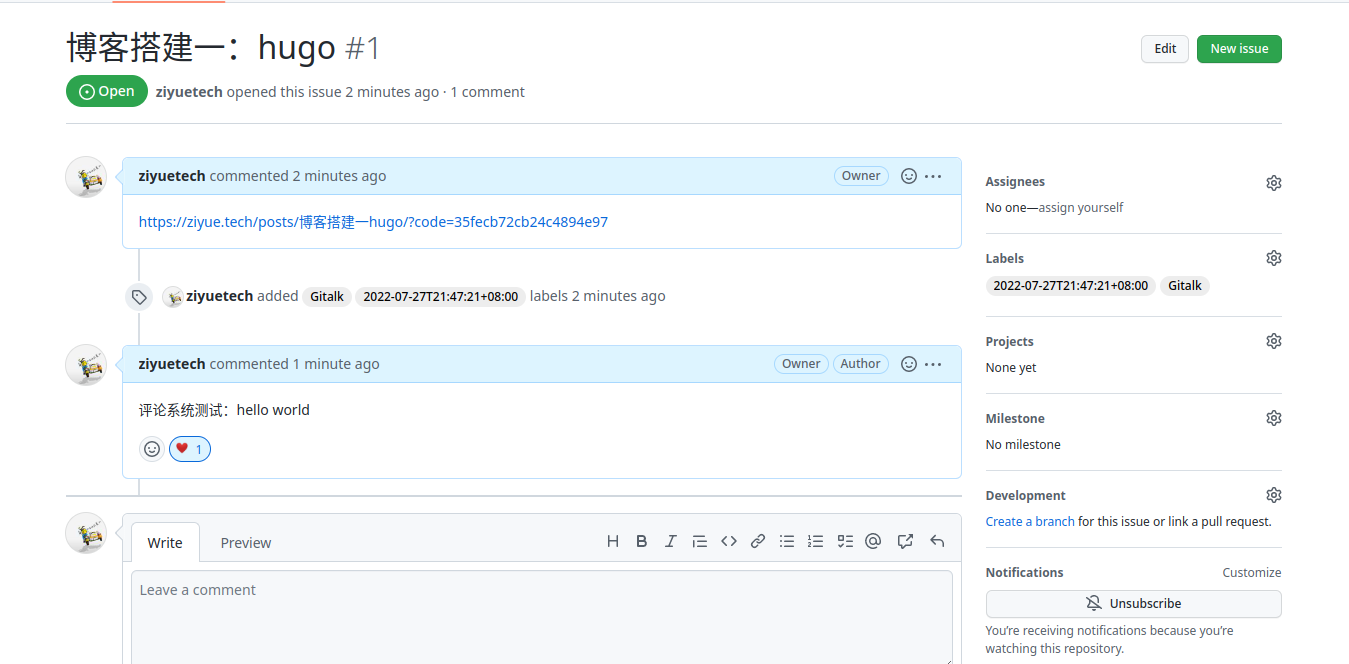 博客搭建一：hugo #1
Edit
New issue
Open
ziyuetech opened this issue 2 minutes ago · 1 comment
ziyuetech commented 2 minutes ago
Owner
https://ziyue.tech/posts/博客搭建一hugo/?code=35fecb72cb24c4894e97
ziyuetech added Gitalk 2022-07-27T21:47:21+08:00 labels 2 minutes ago
ziyuetech commented 1 minute ago
Owner
Author
评论系统测试：hello world
1
Write
Preview
Leave a comment
Assignees
No one—assign yourself
Labels
2022-07-27T21:47:21+08:00
Gitalk
Projects
None yet
Milestone
No milestone
Development
Create a branch for this issue or link a pull request.
Notifications
Customize
Unsubscribe
You’re receiving notifications because you’re
watching this repository.